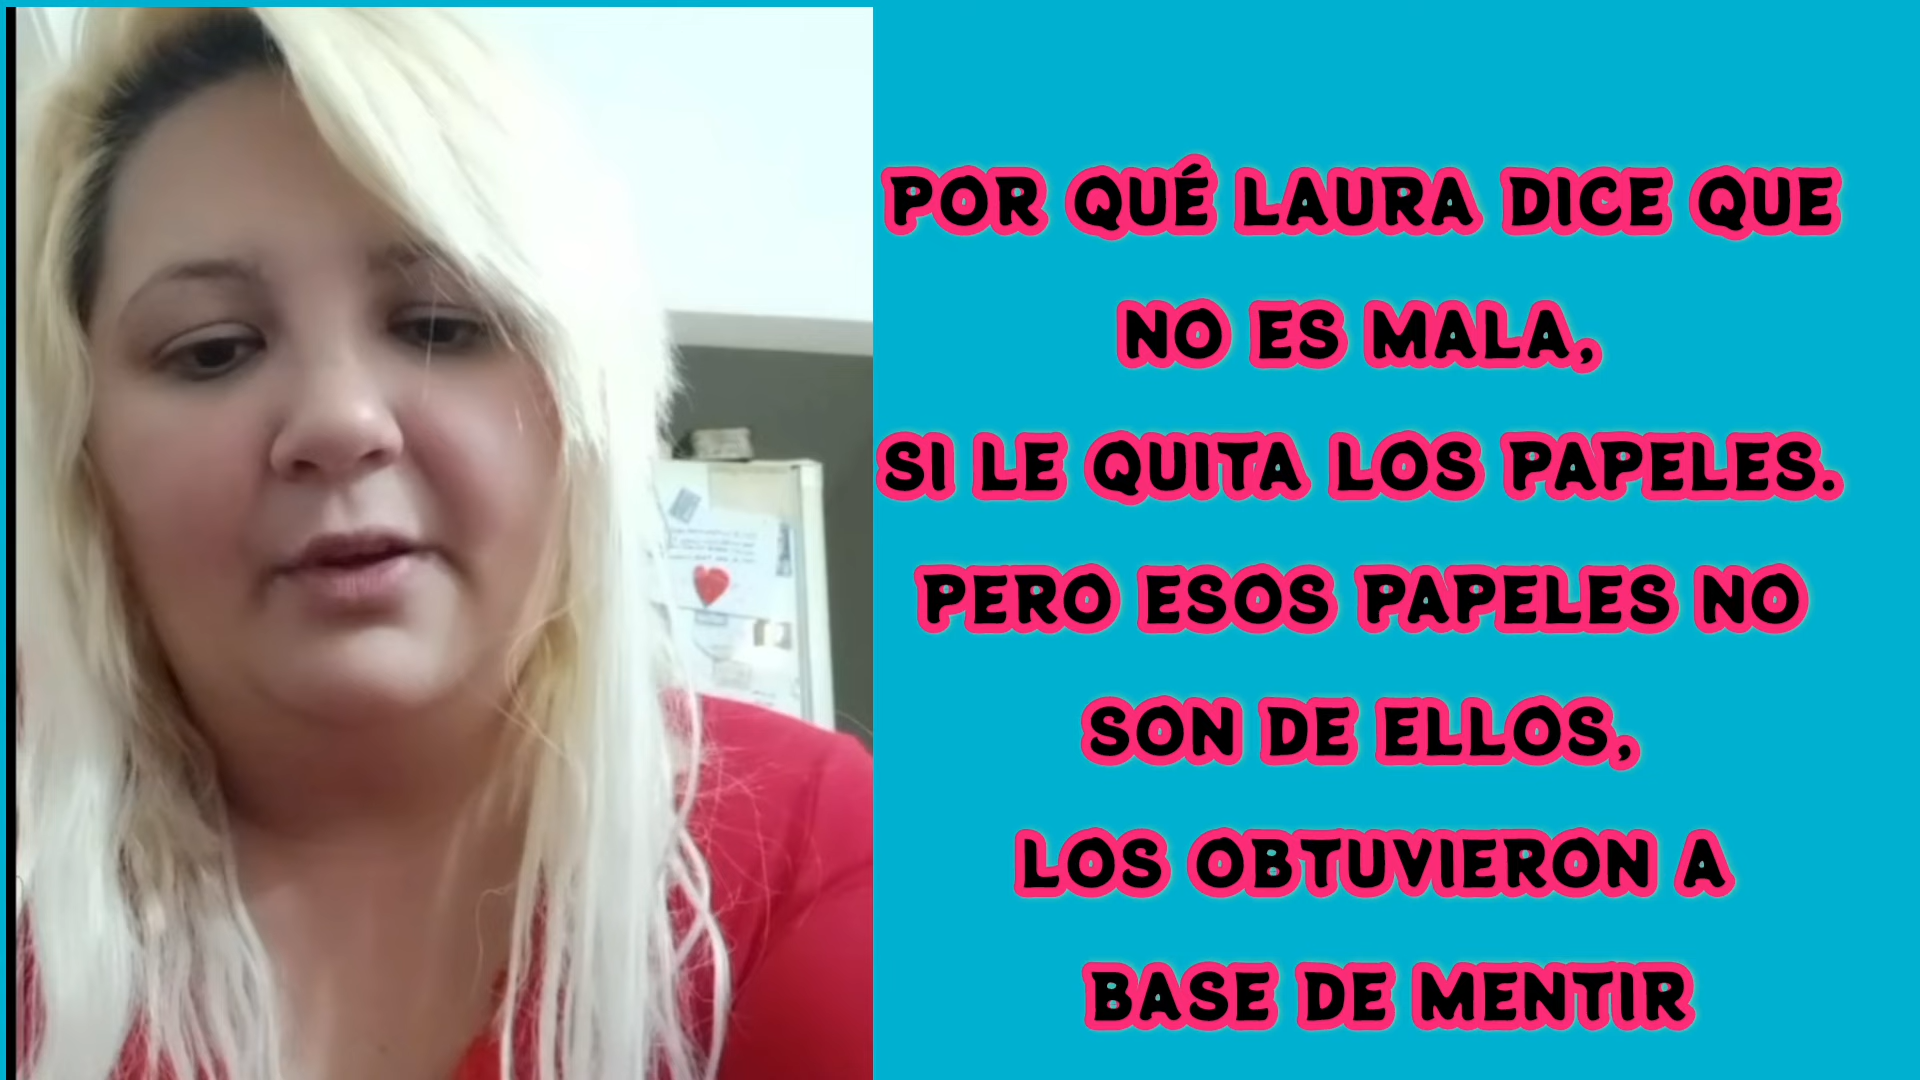 POR QUÉ LAURA DICE QUE
NO ES MALA,
SI LE QUITA LOS PAPELES.
PERO ESOS PAPELES NO
SON DE ELLOS,
LOS OBTUVIERON A
BASE DE MENTIR